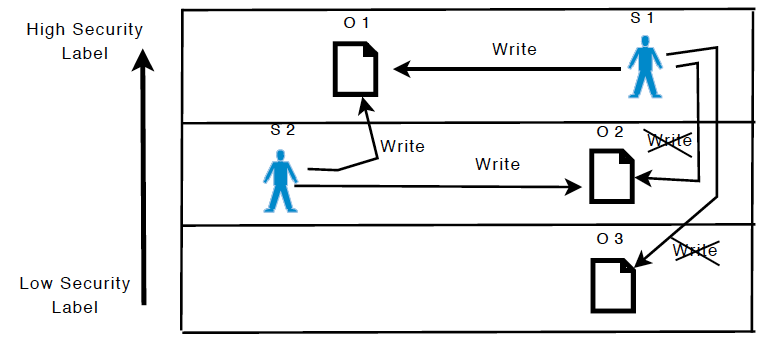 High Security
Label
O 1
S 1
Write
S 2
Write
Write
O 2
Write
O 3
Write
Low Security
Label